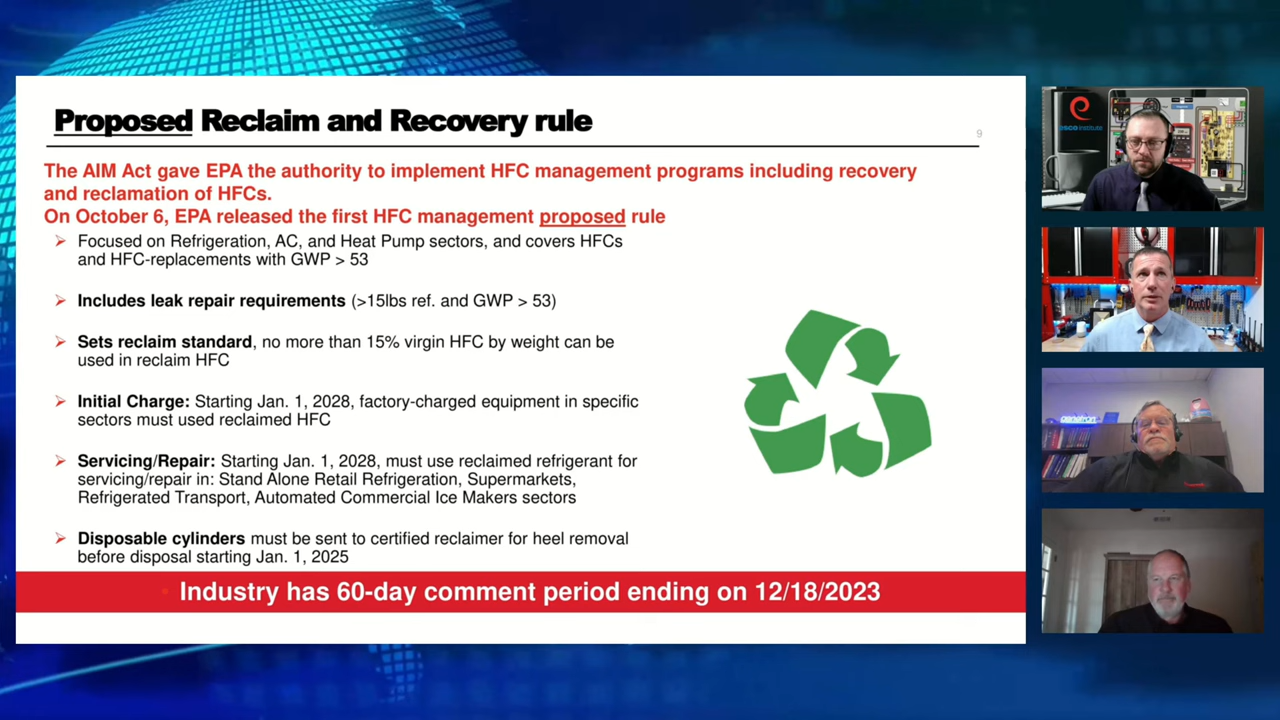 Proposed Reclaim and Recovery rule
9
The AIM Act gave EPA the authority to implement HFC management programs including recovery
and reclamation of HFCs.
On October 6, EPA released the first HFC management proposed rule
Focused on Refrigeration, AC, and Heat Pump sectors, and covers HFCs
and HFC-replacements with GWP > 53
Includes leak repair requirements (>15lbs ref. and GWP > 53)
Sets reclaim standard, no more than 15% virgin HFC by weight can be
used in reclaim HFC
Initial Charge: Starting Jan. 1, 2028, factory-charged equipment in specific
sectors must used reclaimed HFC
Servicing/Repair: Starting Jan. 1, 2028, must use reclaimed refrigerant for
servicing/repair in: Stand Alone Retail Refrigeration, Supermarkets,
Refrigerated Transport, Automated Commercial Ice Makers sectors
Disposable cylinders must be sent to certified reclaimer for heel removal
before disposal starting Jan. 1, 2025
Industry has 60-day comment period ending on 12/18/2023
esco institute